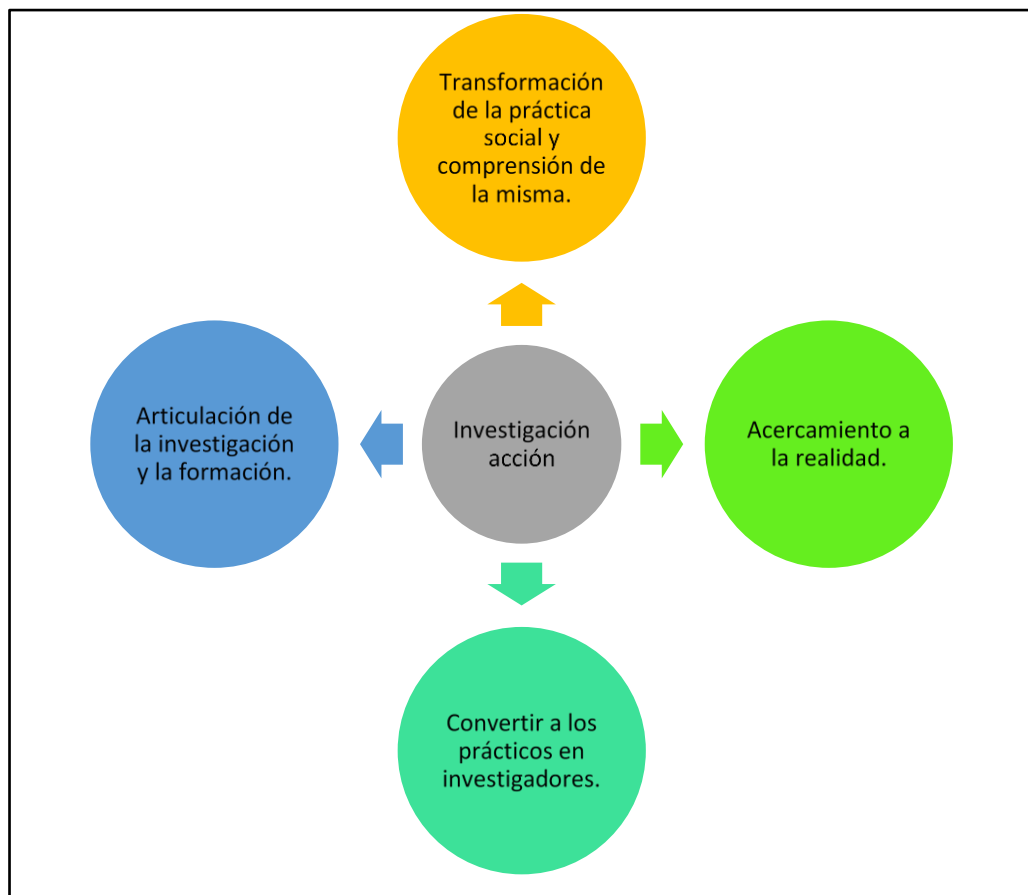 Transformación
de la práctica
social y
comprensión de
la misma.
Articulación de
la investigación
y la formación.
Investigación
acción
Acercamiento a
la realidad.
Convertir a los
prácticos en
investigadores.